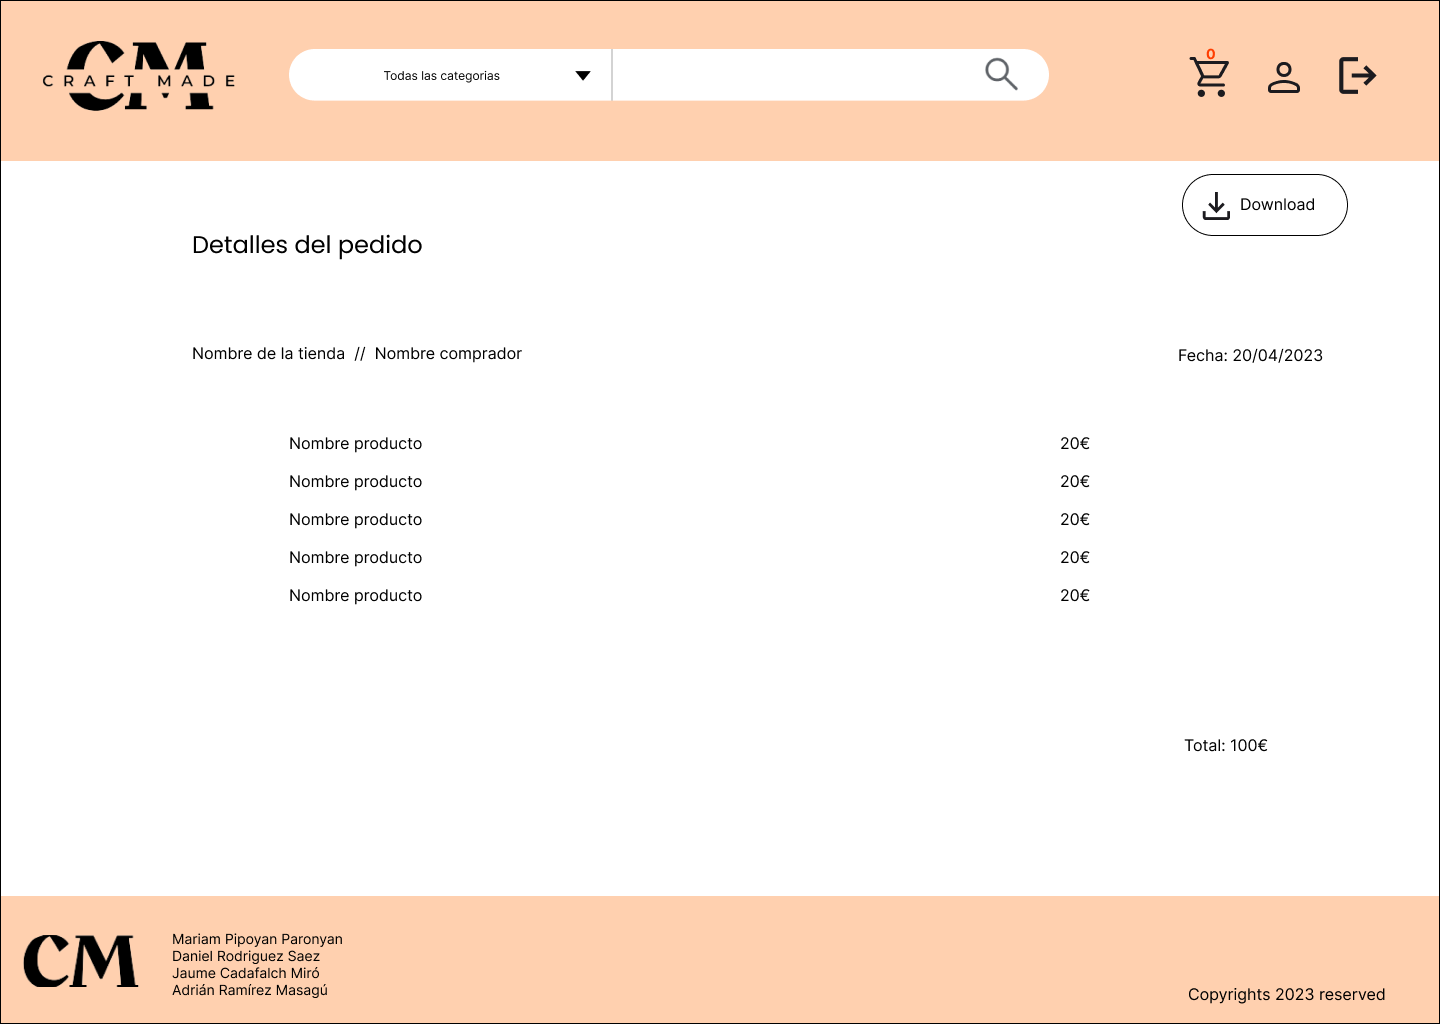 CM
CRAFT MADE
Todas las categorias
0
Download
Detalles del pedido
Nombre de la tienda // Nombre comprador
Fecha: 20/04/2023
Nombre producto 20€
Nombre producto 20€
Nombre producto 20€
Nombre producto 20€
Nombre producto 20€
Total: 100€
CM
Mariam Pipoyan Paronyan
Daniel Rodriguez Saez
Jaume Cadafalch Miró
Adrián Ramírez Masagú
Copyrights 2023 reserved